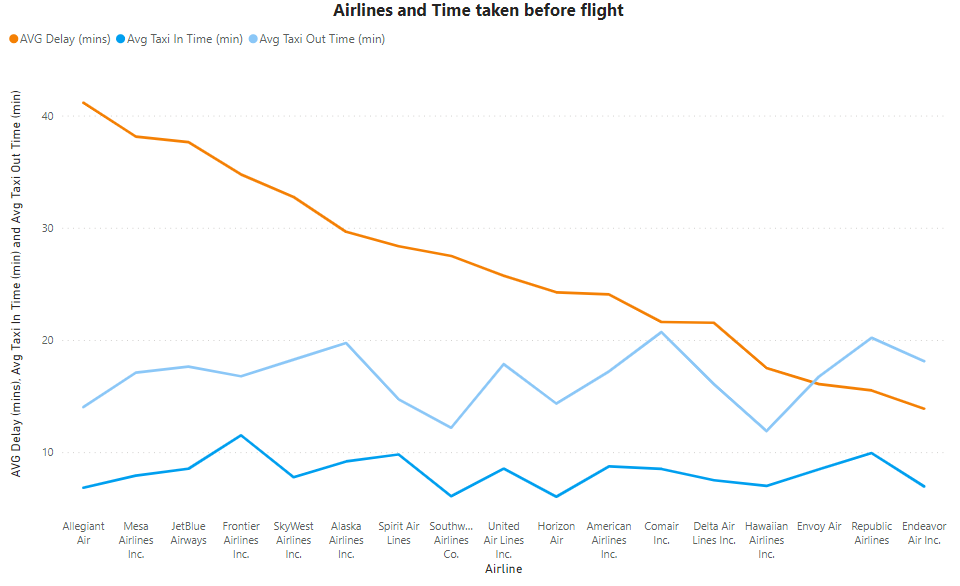 Airlines and Time taken before flight
AVG Delay (mins) Avg Taxi In Time (min) Avg Taxi Out Time (min)
AVG Delay (mins), Avg Taxi In Time (min) and Avg Taxi Out Time (min)
40
30
20
10
Allegiant Mesa JetBlue Frontier SkyWest Alaska Spirit Air Southw... United Horizon American Comair Delta Air Hawaiian Envoy Air Republic Endeavor
Air Airlines Airways Airlines Airlines Airlines Lines Airlines Air Lines Air Airlines Inc. Lines Inc. Airlines Airlines Air Inc.
Inc. Inc. Inc. Inc. Co. Inc. Inc. Inc.
Airline